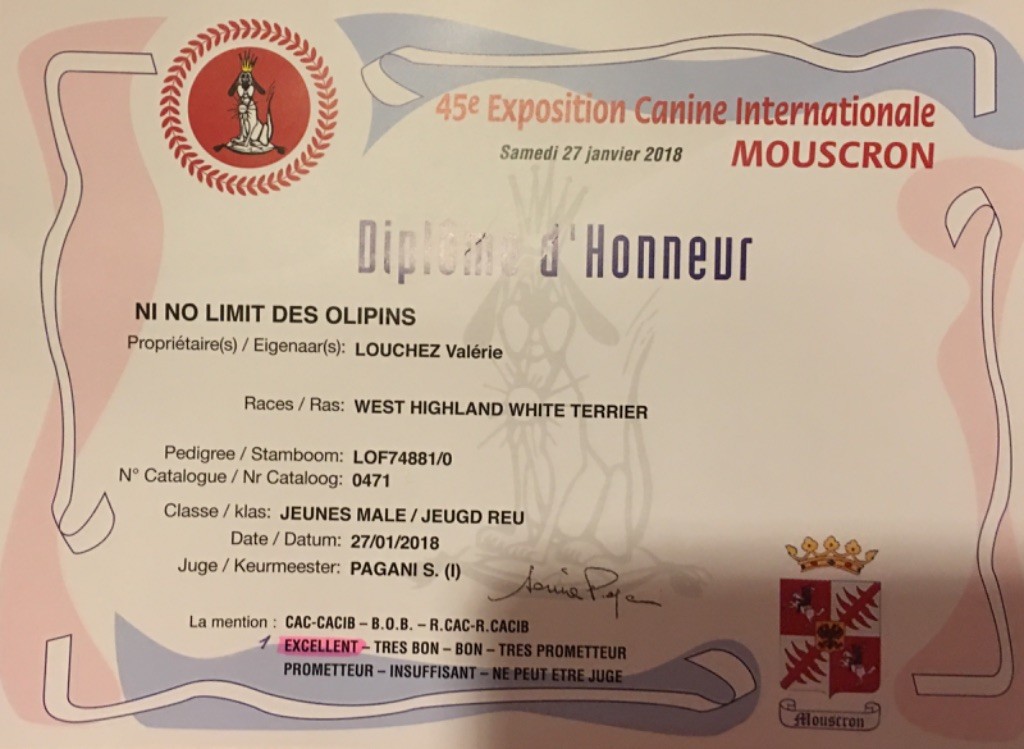 45e Exposition Canine Internationale
Samedi 27 janvier 2018 MOUSCRON
Diplôme d'Honneur
NI NO LIMIT DES OLIPINS
Propriétaire(s) / Eigenaar(s): LOUCHEZ Valérie
Races / Ras: WEST HIGHLAND WHITE TERRIER
Pedigree / Stamboom: LOF74881/0
N° Catalogue / Nr Cataloog: 0471
Classe / klas: JEUNES MALE / JEUGD REU
Date / Datum: 27/01/2018
Juge / Keurmeester: PAGANI S. (I)
La mention : CAC-CACIB – B.O.B. – R.CAC-R.CACIB
1 EXCELLENT – TRES BON – BON – TRES PROMETTEUR
PROMETTEUR – INSUFFISANT – NE PEUT ETRE JUGE
Mouscron